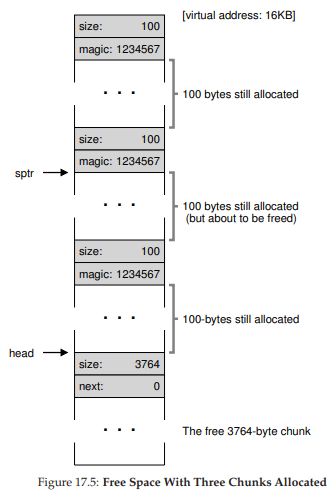 [virtual address: 16KB]
size: 100
magic: 1234567
. . .
100 bytes still allocated
size: 100
magic: 1234567
sptr
. . .
100 bytes still allocated
(but about to be freed)
size: 100
magic: 1234567
. . .
100-bytes still allocated
head
size: 3764
next: 0
. . .
The free 3764-byte chunk
Figure 17.5: Free Space With Three Chunks Allocated